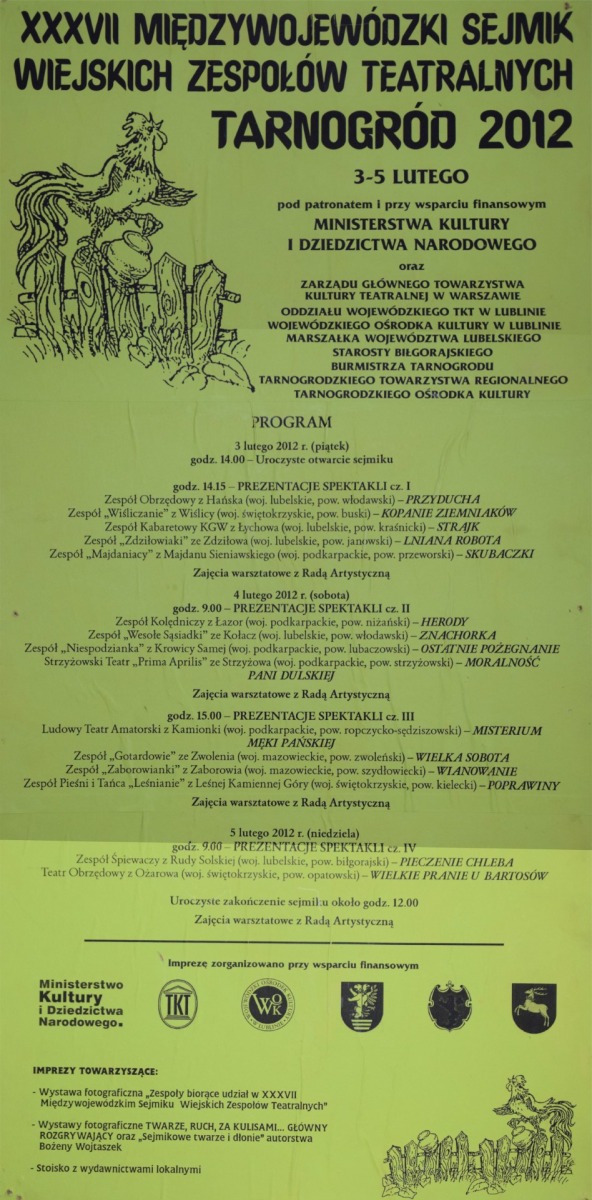 XXXVII MIĘDZYWOJEWÓDZKI SEJMIK
WIEJSKICH ZESPOŁÓW TEATRALNYCH
TARNOGRÓD 2012
3-5 LUTEGO
pod patronatem i przy wsparciu finansowym
MINISTERSTWA KULTURY
I DZIEDZICTWA NARODOWEGO
oraz
ZARZĄDU GŁÓWNEGO TOWARZYSTWA
KULTURY TEATRALNEJ W WARSZAWIE
ODDZIAŁU WOJEWÓDZKIEGO TKT W LUBLINIE
WOJEWÓDZKIEGO OŚRODKA KULTURY W LUBLINIE
MARSZAŁKA WOJEWÓDZTWA LUBELSKIEGO
STAROSTY BIŁGORAJSKIEGO
BURMISTRZA TARNOGRODU
TARNOGRODZKIEGO TOWARZYSTWA REGIONALNEGO
TARNOGRODZKIEGO OŚRODKA KULTURY
PROGRAM
3 lutego 2012 r. (piątek)
godz. 14.00 – Uroczyste otwarcie sejmiku
godz. 14.15 – PREZENTACJE SPEKTAKLI cz. I
Zespół Obrzędowy z Hańska (woj. lubelskie, pow. włodawski) – PRZYDUCHA
Zespół „Wiśliczanie" z Wiślicy (woj. świętokrzyskie, pow. buski) – KOPANIE ZIEMNIAKÓW
Zespół Kabaretowy KGW z Łychowa (woj. lubelskie, pow. kraśnicki) – STRAJK
Zespół „Zdziłowiaki" ze Zdziłowa (woj. lubelskie, pow. janowski) – LNIANA ROBOTA
Zespół „Majdaniacy" z Majdanu Sieniawskiego (woj. podkarpackie, pow. przeworski) – SKUBACZKI
Zajęcia warsztatowe z Radą Artystyczną
4 lutego 2012 r. (sobota)
godz. 9.00 – PREZENTACJE SPEKTAKLI cz. II
Zespół Kolędniczy z Łazor (woj. podkarpackie, pow. niżański) – HERODY
Zespół „Wesołe Sąsiadki" ze Kołacz (woj. lubelskie, pow. włodawski) – ZNACHORKA
Zespół „Niespodzianka" z Krowicy Samej (woj. podkarpackie, pow. lubaczowski) – OSTATNIE POŻEGNANIE
Strzyżowski Teatr „Prima Aprilis" ze Strzyżowa (woj. podkarpackie, pow. strzyżowski) – MORALNOŚĆ
PANI DULSKIEJ
Zajęcia warsztatowe z Radą Artystyczną
godz. 15.00 – PREZENTACJE SPEKTAKLI cz. III
Ludowy Teatr Amatorski z Kamionki (woj. podkarpackie, pow. ropczycko-sędziszowski) – MISTERIUM
MĘKI PAŃSKIEJ
Zespół „Gotardowie" ze Zwolenia (woj. mazowieckie, pow. zwoleński) – WIELKA SOBOTA
Zespół „Zaborowianki" z Zaborowia (woj. mazowieckie, pow. szydłowiecki) – WIANOWANIE
Zespół Pieśni i Tańca „Leśnianie" z Leśnej Kamiennej Góry (woj. świętokrzyskie, pow. kielecki) – POPRAWINY
Zajęcia warsztatowe z Radą Artystyczną
5 lutego 2012 r. (niedziela)
godz. 9.00 – PREZENTACJE SPEKTAKLI cz. IV
Zespół Śpiewaczy z Rudy Solskiej (woj. lubelskie, pow. biłgorajski) – PIECZENIE CHLEBA
Teatr Obrzędowy z Ożarowa (woj. świętokrzyskie, pow. opatowski) – WIELKIE PRANIE U BARTOSÓW
Uroczyste zakończenie sejmiku około godz. 12.00
Zajęcia warsztatowe z Radą Artystyczną
Imprezę zorganizowano przy wsparciu finansowym
Ministerstwo
Kultury
i Dziedzictwa
Narodowego.
TKT
WOJEWÓDZKI OŚRODEK KULTURY
W LUBLINIE
WOK
IMPREZY TOWARZYSZĄCE:
- Wystawa fotograficzna „Zespoły biorące udział w XXXVII
Międzywojewódzkim Sejmiku Wiejskich Zespołów Teatralnych"
- Wystawy fotograficzne TWARZE, RUCH, ZA KULISAMI... GŁÓWNY
ROZGRYWAJĄCY oraz „Sejmikowe twarze i dłonie" autorstwa
Bożeny Wojtaszek
- Stoisko z wydawnictwami lokalnymi